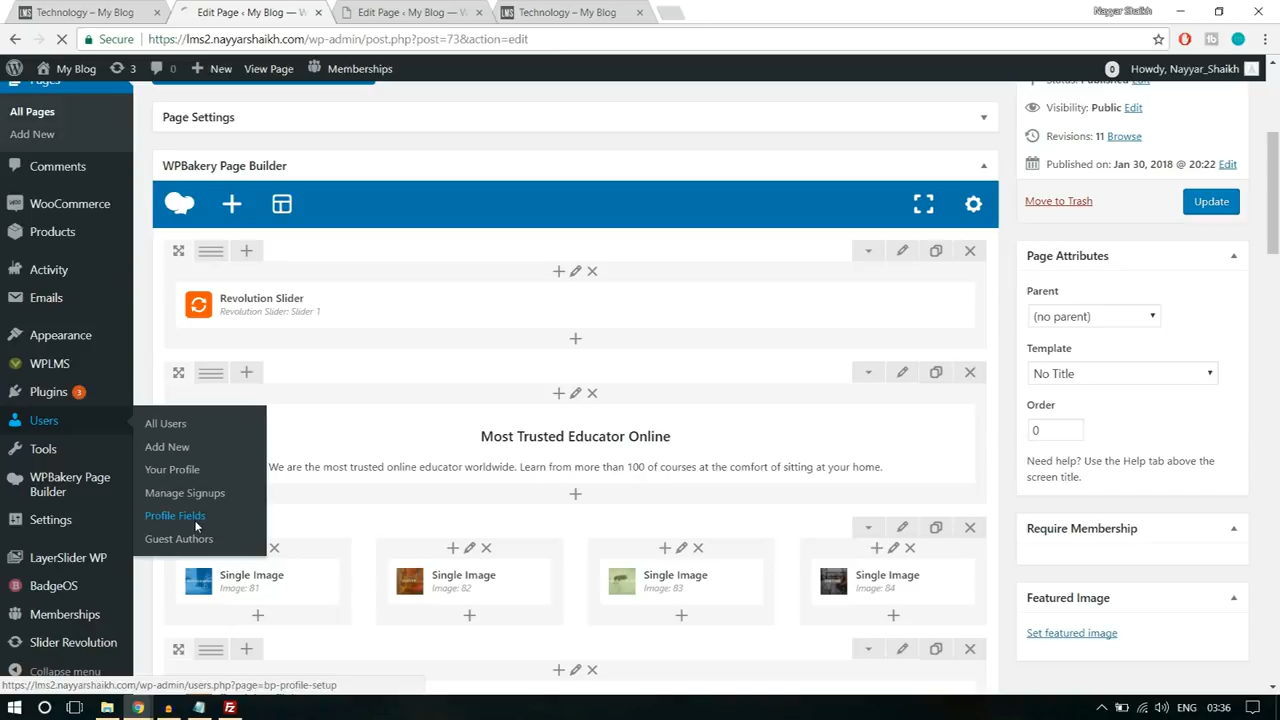 Technology – My Blog
Edit Page ‹ My Blog — W
Edit Page ‹ My Blog — W
Technology – My Blog
Nayyar Shaikh
Secure
https://lms2.nayyarshaikh.com/wp-admin/post.php?post=73&action=edit
My Blog
3
0
New
View Page
Memberships
0
Howdy, Nayyar_Shaikh
Pages
All Pages
Add New
Comments
WooCommerce
Products
Activity
Emails
Appearance
WPLMS
Plugins 3
Users
Tools
WPBakery Page
Builder
Settings
LayerSlider WP
BadgeOS
Memberships
Slider Revolution
Collapse menu
All Users
Add New
Your Profile
Manage Signups
Profile Fields
Guest Authors
Page Settings
WPBakery Page Builder
Revolution Slider
Revolution Slider: Slider 1
Most Trusted Educator Online
We are the most trusted online educator worldwide. Learn from more than 100 of courses at the comfort of sitting at your home.
Single Image
Image: 81
Single Image
Image: 82
Single Image
Image: 83
Single Image
Image: 84
Status: Published Edit
Visibility: Public Edit
Revisions: 11 Browse
Published on: Jan 30, 2018 @ 20:22 Edit
Move to Trash
Update
Page Attributes
Parent
(no parent)
Template
No Title
Order
0
Need help? Use the Help tab above the
screen title.
Require Membership
Featured Image
Set featured image
https://lms2.nayyarshaikh.com/wp-admin/users.php?page=bp-profile-setup
ENG
03:36